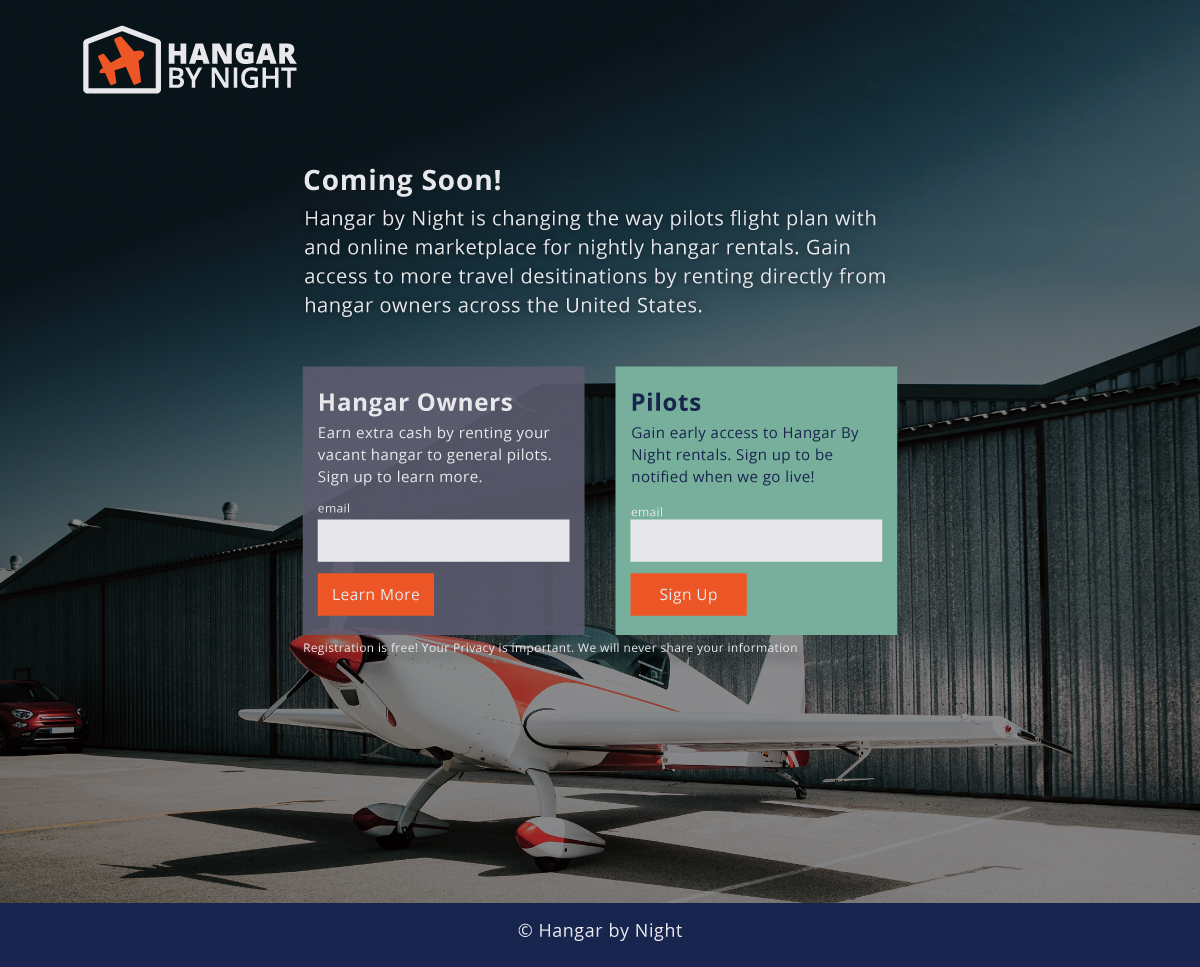 HANGAR
BY NIGHT
Coming Soon!
Hangar by Night is changing the way pilots flight plan with
and online marketplace for nightly hangar rentals. Gain
access to more travel desitinations by renting directly from
hangar owners across the United States.
Hangar Owners
Earn extra cash by renting your
vacant hangar to general pilots.
Sign up to learn more.
email
Learn More
Pilots
Gain early access to Hangar By
Night rentals. Sign up to be
notified when we go live!
email
Sign Up
Registration is free! Your Privacy is important. We will never share your information
© Hangar by Night